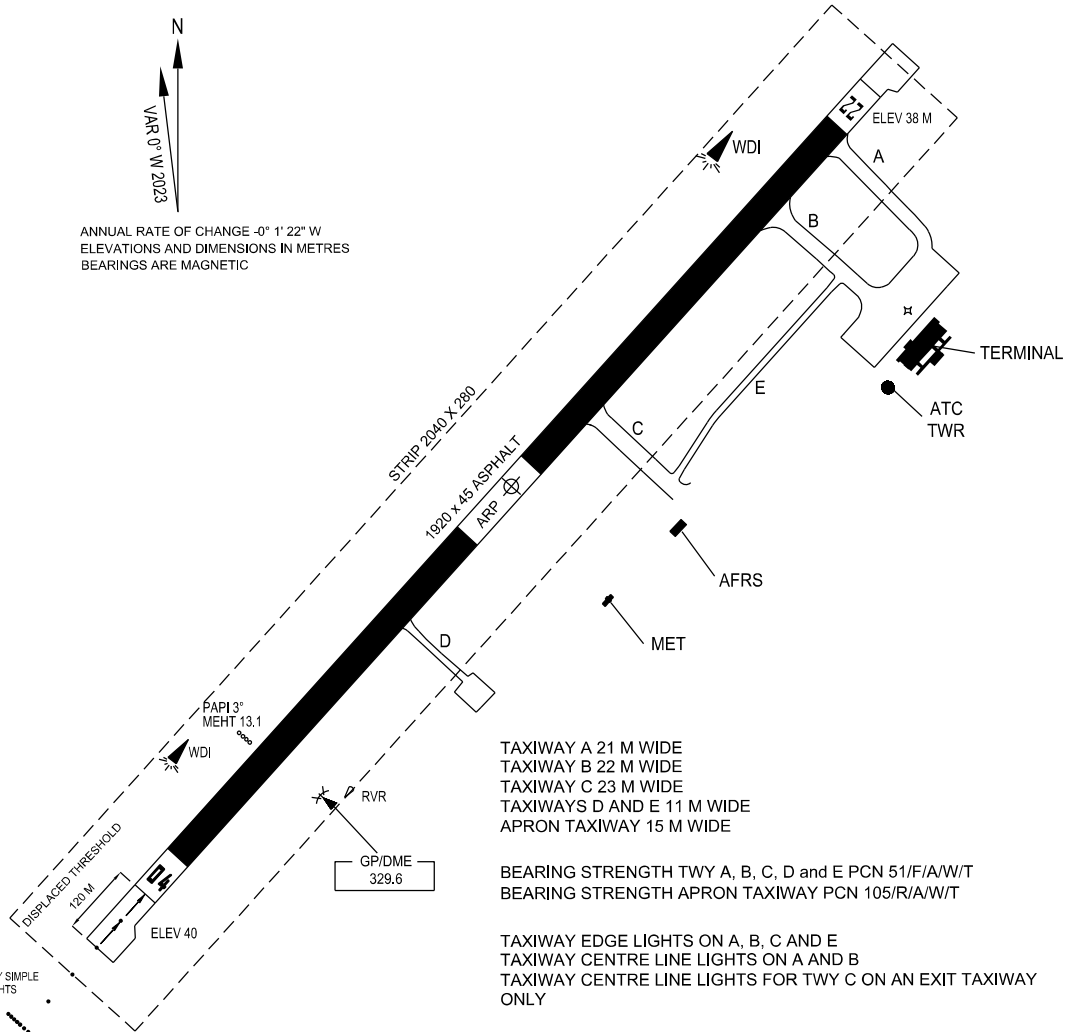 N
VAR 0° W 2023
ANNUAL RATE OF CHANGE -0° 1' 22" W
ELEVATIONS AND DIMENSIONS IN METRES
BEARINGS ARE MAGNETIC
22
ELEV 38 M
WDI
A
B
TERMINAL
ATC
TWR
E
STRIP 2040 X 280
C
1920 x 45 ASPHALT
ARP
AFRS
MET
D
PAPI 3°
MEHT 13.1
WDI
RVR
GP/DME
329.6
DISPLACED THRESHOLD
120 M
04
ELEV 40
SIMPLE
TAXIWAY A 21 M WIDE
TAXIWAY B 22 M WIDE
TAXIWAY C 23 M WIDE
TAXIWAYS D AND E 11 M WIDE
APRON TAXIWAY 15 M WIDE
BEARING STRENGTH TWY A, B, C, D and E PCN 51/F/A/W/T
BEARING STRENGTH APRON TAXIWAY PCN 105/R/A/W/T
TAXIWAY EDGE LIGHTS ON A, B, C AND E
TAXIWAY CENTRE LINE LIGHTS ON A AND B
TAXIWAY CENTRE LINE LIGHTS FOR TWY C ON AN EXIT TAXIWAY
ONLY